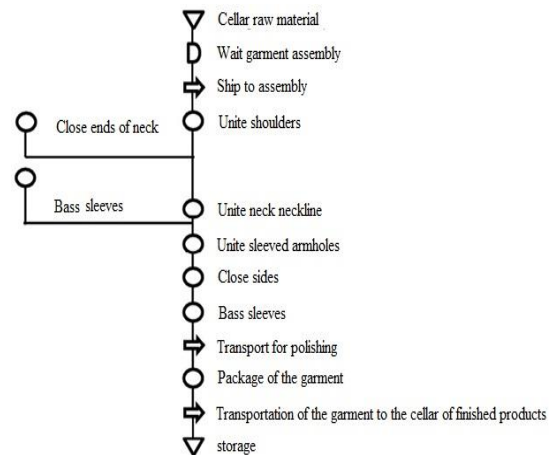 Cellar raw material
Wait garment assembly
Ship to assembly
Close ends of neck
Unite shoulders
Bass sleeves
Unite neck neckline
Unite sleeved armholes
Close sides
Bass sleeves
Transport for polishing
Package of the garment
Transportation of the garment to the cellar of finished products
storage